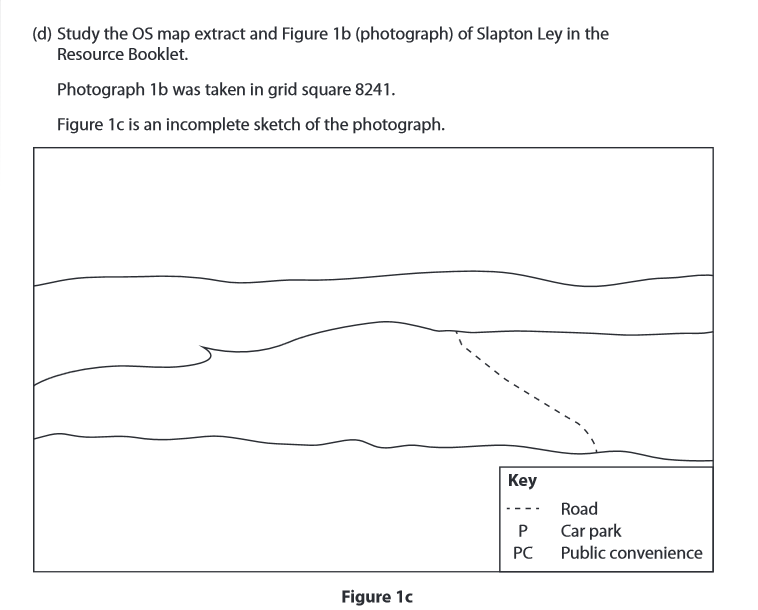 (d) Study the OS map extract and Figure 1b (photograph) of Slapton Ley in the
Resource Booklet.
Photograph 1b was taken in grid square 8241.
Figure 1c is an incomplete sketch of the photograph.
Key
Road
P Car park
PC Public convenience
Figure 1c